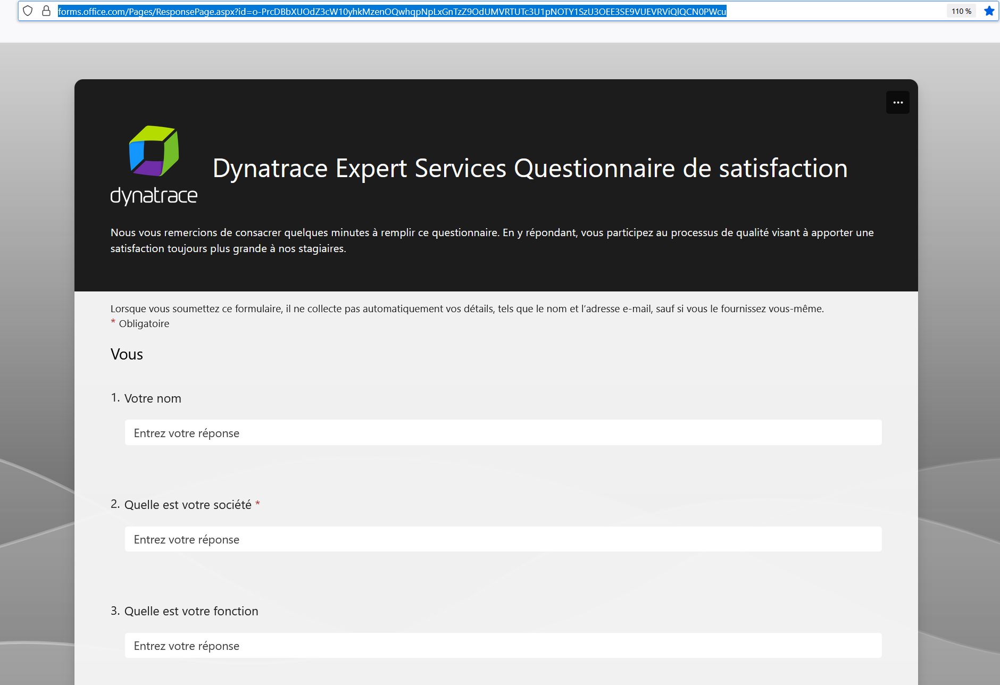 forms.office.com/Pages/ResponsePage.aspx?id=o-PrcDBbXUOdZ3cW10yhkMzenOQwhqpNpLxGnTzZ9OdUMVRTUTc3U1pNOTY1SzU3OEE3SE9VUEVRViQlQCN0PWcu
110 %
dynatrace
Dynatrace Expert Services Questionnaire de satisfaction
Nous vous remercions de consacrer quelques minutes à remplir ce questionnaire. En y répondant, vous participez au processus de qualité visant à apporter une
satisfaction toujours plus grande à nos stagiaires.
Lorsque vous soumettez ce formulaire, il ne collecte pas automatiquement vos détails, tels que le nom et l’adresse e-mail, sauf si vous le fournissez vous-même.
* Obligatoire
Vous
1. Votre nom
Entrez votre réponse
2. Quelle est votre société *
Entrez votre réponse
3. Quelle est votre fonction
Entrez votre réponse